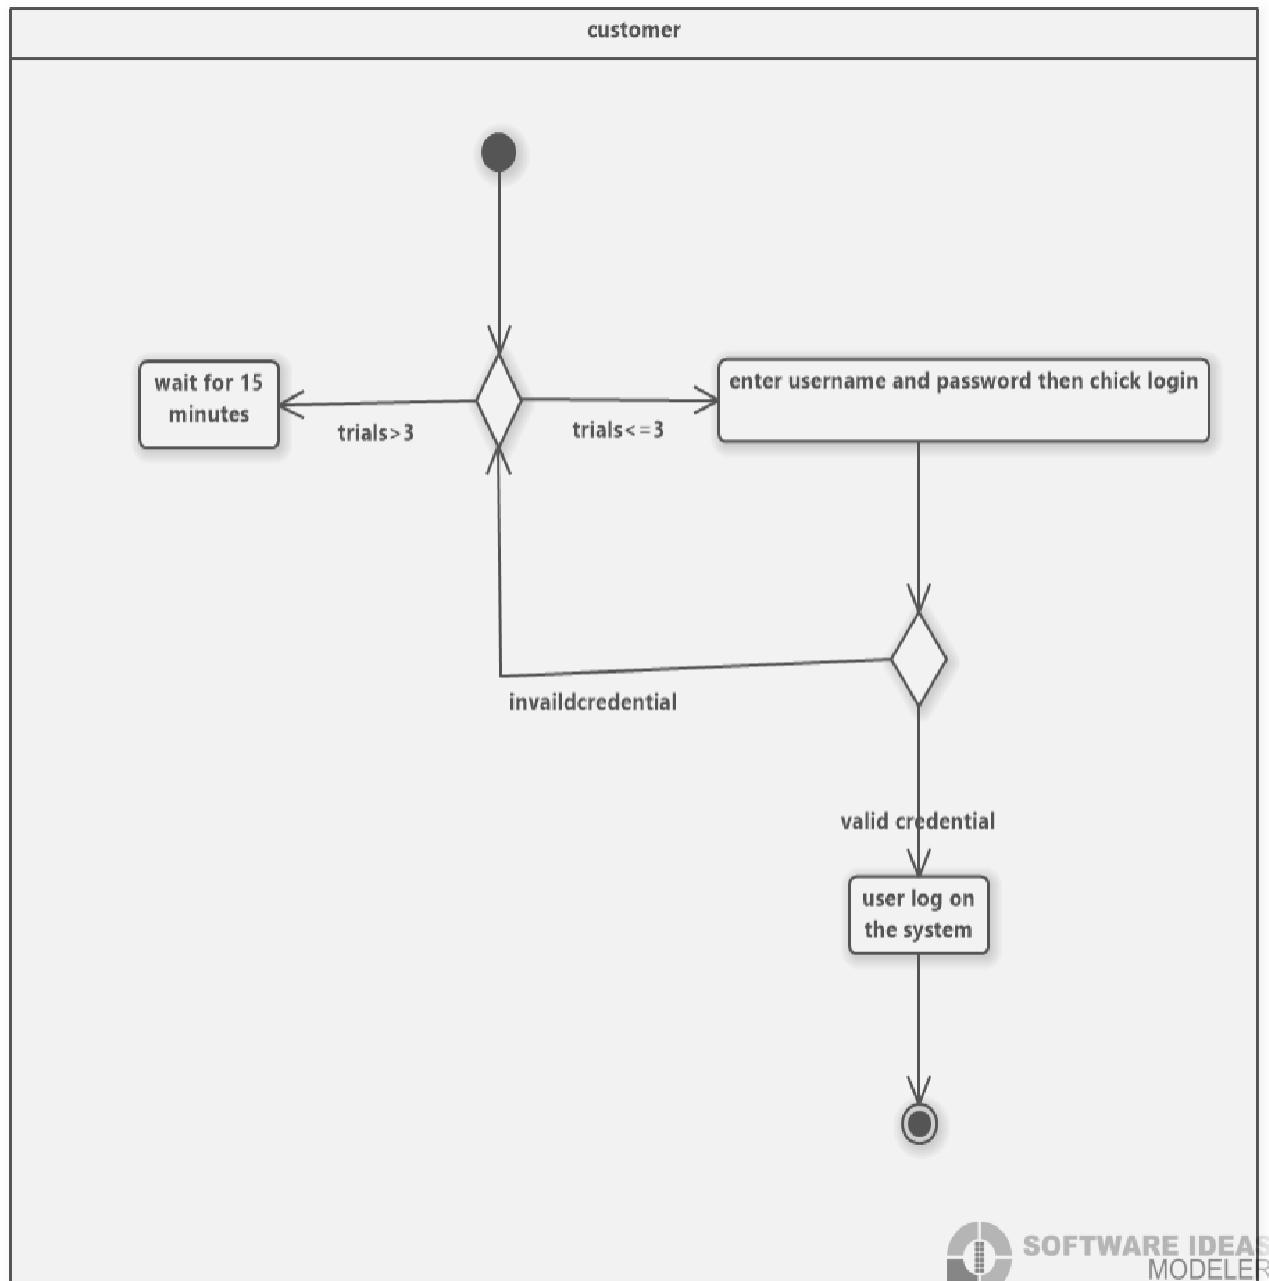 customer
wait for 15
minutes
trials>3
trials<=3
enter username and password then chick login
invaildcredential
valid credential
user log on
the system
SOFTWARE IDEAS
MODELER